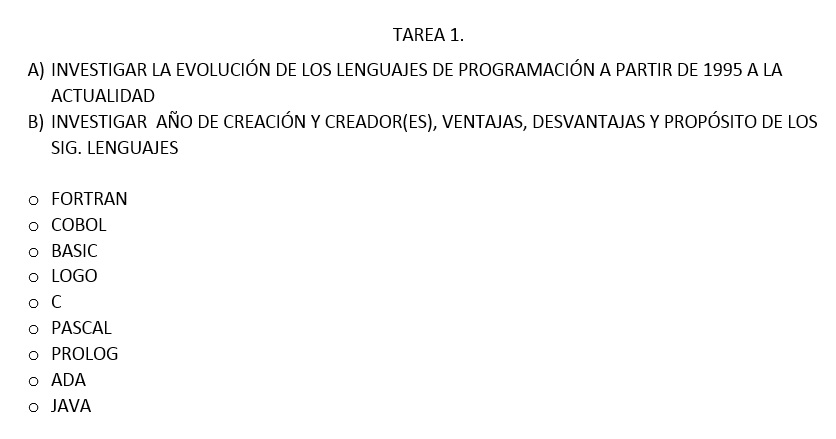 TAREA 1.
A) INVESTIGAR LA EVOLUCIÓN DE LOS LENGUAJES DE PROGRAMACIÓN A PARTIR DE 1995 A LA
ACTUALIDAD
B) INVESTIGAR  AÑO DE CREACIÓN Y CREADOR(ES), VENTAJAS, DESVANTAJAS Y PROPÓSITO DE LOS
SIG. LENGUAJES
o FORTRAN
o COBOL
o BASIC
o LOGO
o C
o PASCAL
o PROLOG
o ADA
o JAVA